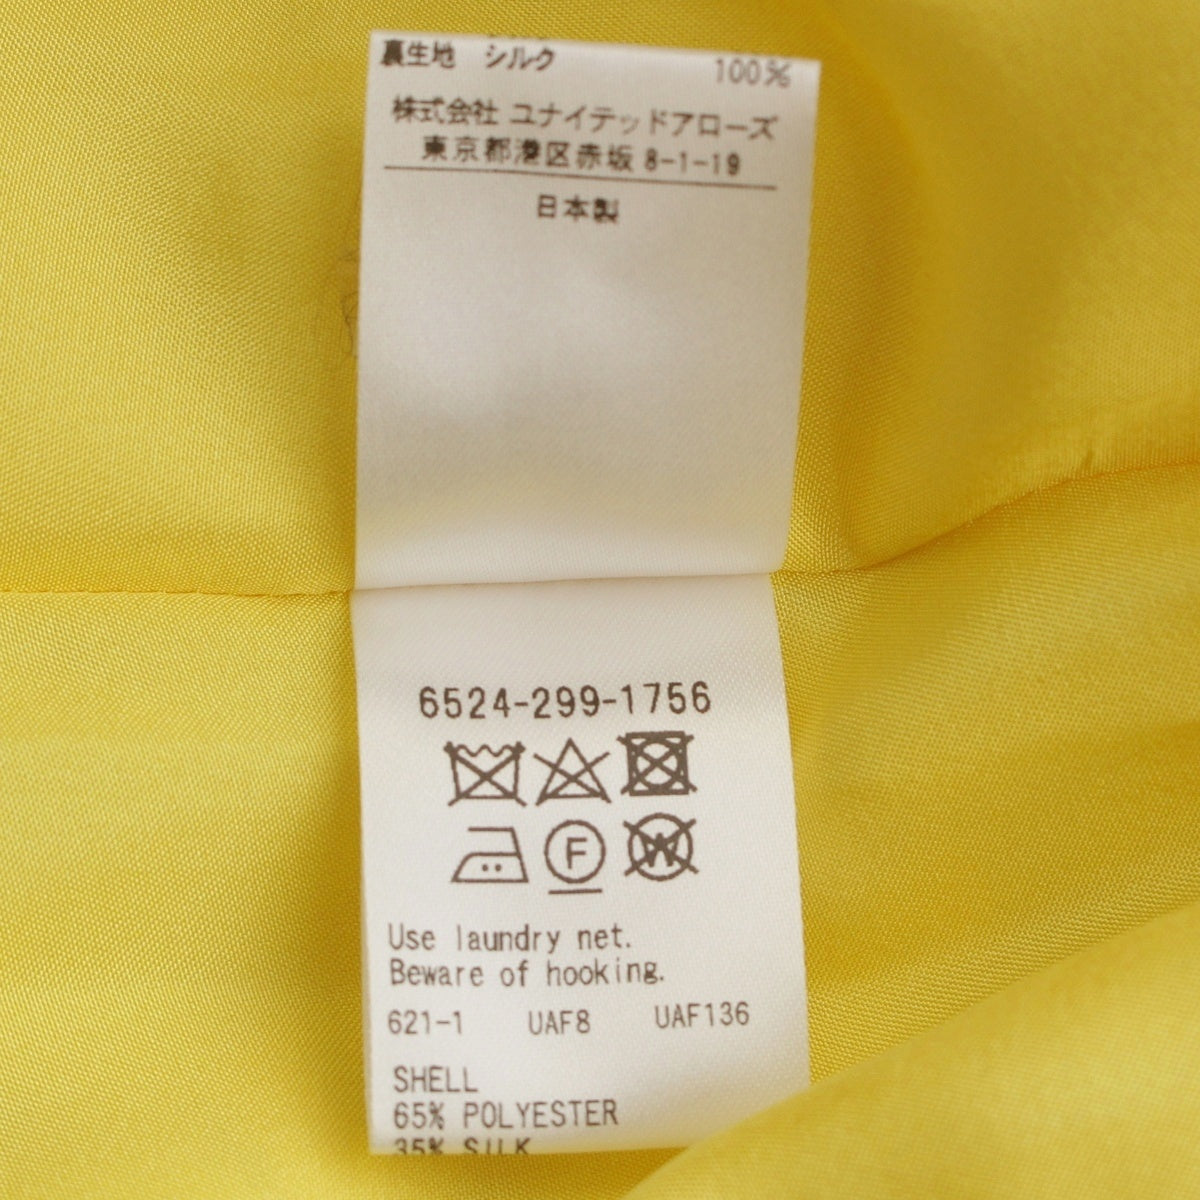 裏生地 シルク 100%
株式会社 ユナイテッドアローズ
東京都港区赤坂 8-1-19
日本製
6524-299-1756
F W
Use laundry net.
Beware of hooking.
621-1 UAF8 UAF136
SHELL
65% POLYESTER
35% SILK